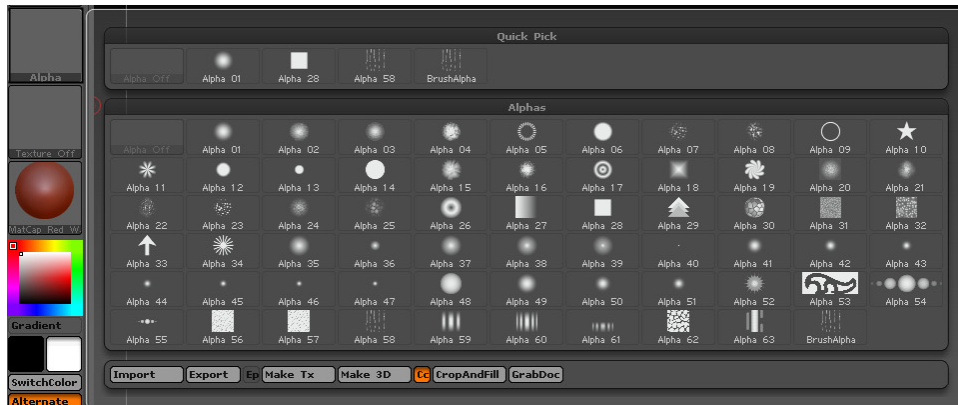 Quick Pick
Alpha Off Alpha 01 Alpha 28 Alpha 58 BrushAlpha
Alpha
Alphas
Texture Off
Alpha Off Alpha 01 Alpha 02 Alpha 03 Alpha 04 Alpha 05 Alpha 06 Alpha 07 Alpha 08 Alpha 09 Alpha 10
Alpha 11 Alpha 12 Alpha 13 Alpha 14 Alpha 15 Alpha 16 Alpha 17 Alpha 18 Alpha 19 Alpha 20 Alpha 21
MatCap Red W
Alpha 22 Alpha 23 Alpha 24 Alpha 25 Alpha 26 Alpha 27 Alpha 28 Alpha 29 Alpha 30 Alpha 31 Alpha 32
Alpha 33 Alpha 34 Alpha 35 Alpha 36 Alpha 37 Alpha 38 Alpha 39 Alpha 40 Alpha 41 Alpha 42 Alpha 43
Alpha 44 Alpha 45 Alpha 46 Alpha 47 Alpha 48 Alpha 49 Alpha 50 Alpha 51 Alpha 52 Alpha 53 Alpha 54
Gradient
Alpha 55 Alpha 56 Alpha 57 Alpha 58 Alpha 59 Alpha 60 Alpha 61 Alpha 62 Alpha 63 BrushAlpha
Import Export Ep Make Tx Make 3D Cc CropAndFill GrabDoc
SwitchColor
Alternate